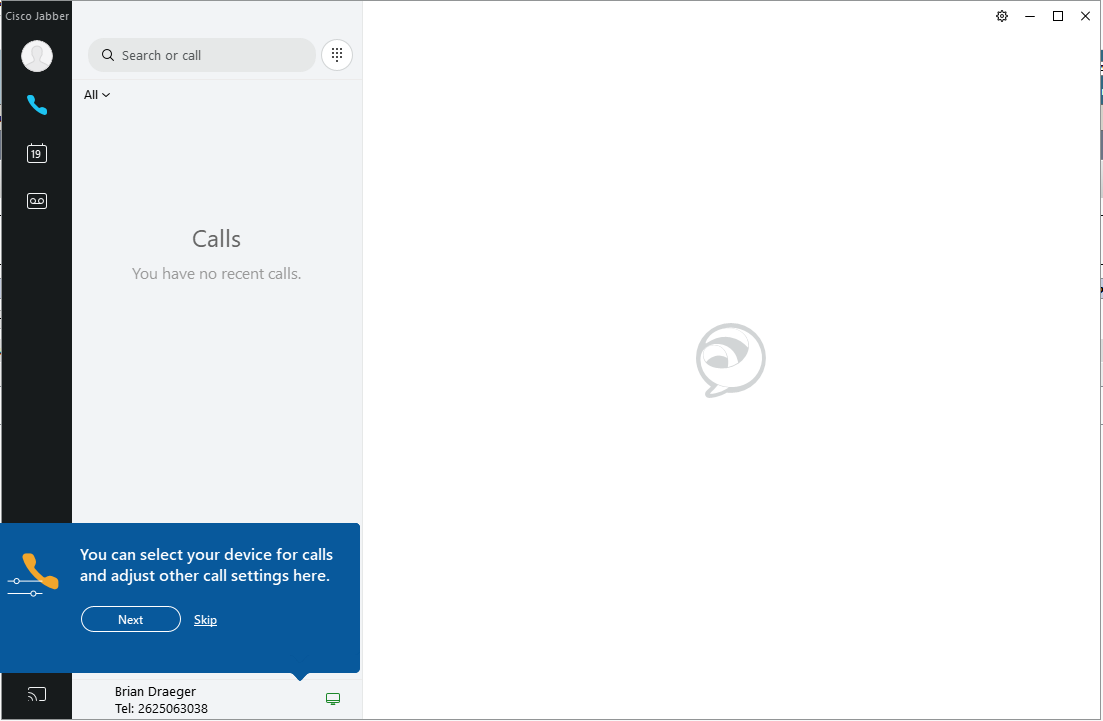 Cisco Jabber
Search or call
All
19
Calls
You have no recent calls.
You can select your device for calls
and adjust other call settings here.
Next
Skip
Brian Draeger
Tel: 2625063038